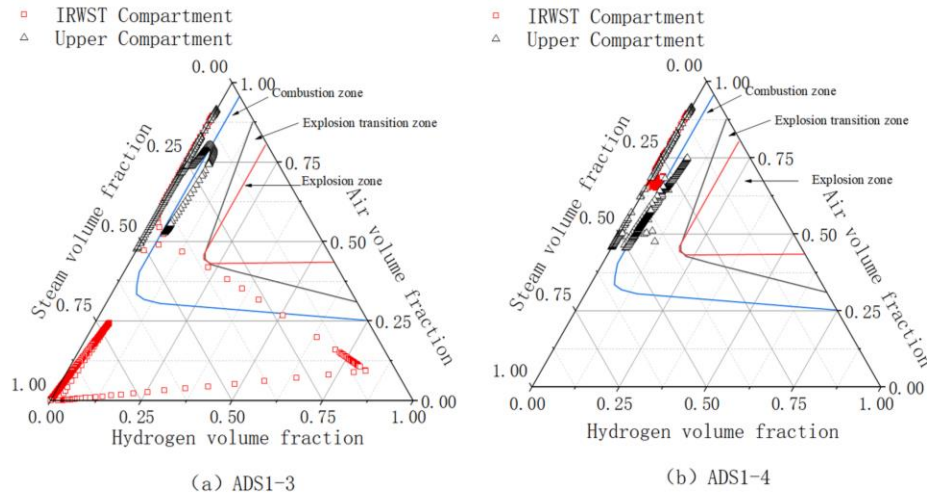 IRWST Compartment
Upper Compartment
0.00
1.00
Combustion zone
Explosion transition zone
0.25
0.75
Explosion zone
Steam volume fraction
Air volume fraction
0.50
0.50
0.75
0.25
1.00
0.00
0.00
0.25
0.50
0.75
1.00
Hydrogen volume fraction
(a) ADS1-3
IRWST Compartment
Upper Compartment
0.00
1.00
Combustion zone
Explosion transition zone
0.25
0.75
Explosion zone
Steam volume fraction
Air volume fraction
0.50
0.50
0.75
0.25
1.00
0.00
0.00
0.25
0.50
0.75
1.00
Hydrogen volume fraction
(b) ADS1-4